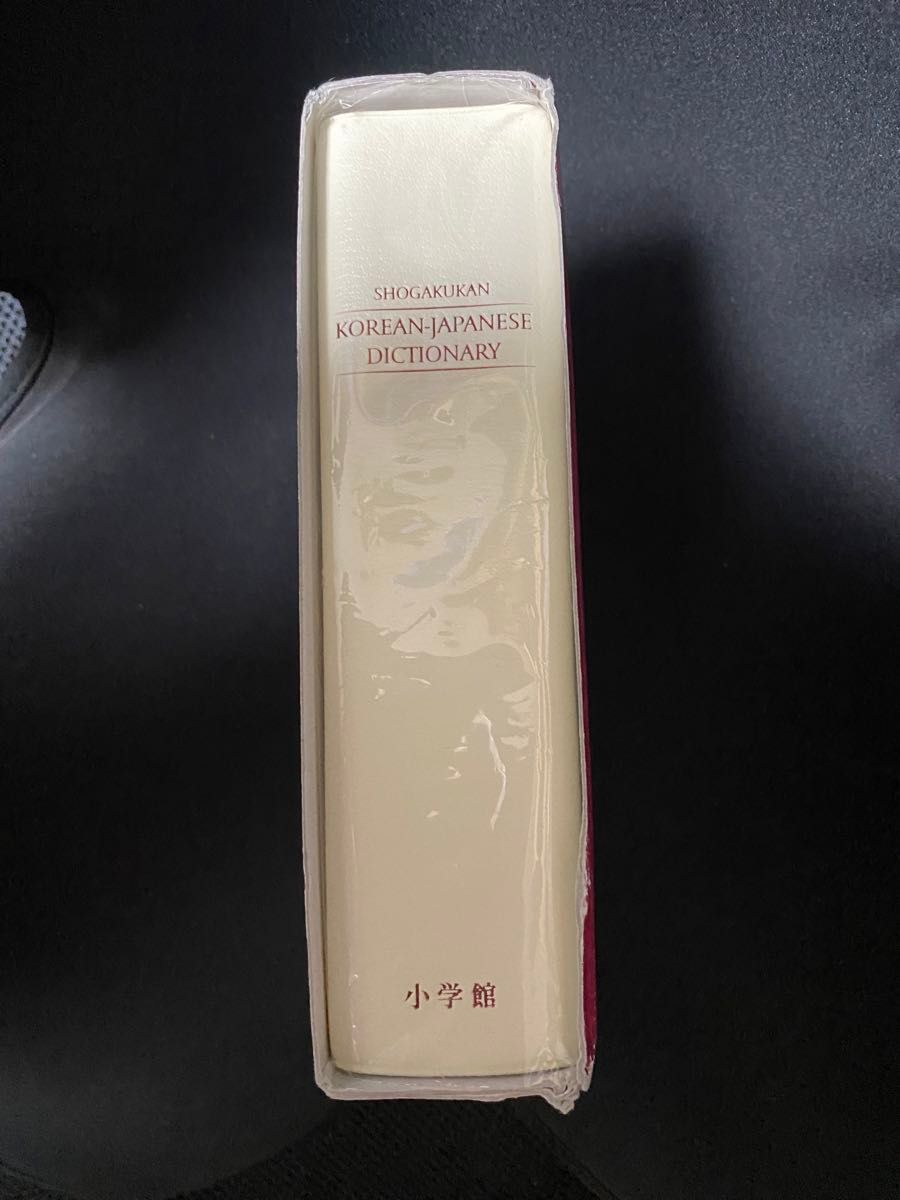 SHOGAKUKAN
KOREAN-JAPANESE
DICTIONARY
小学館